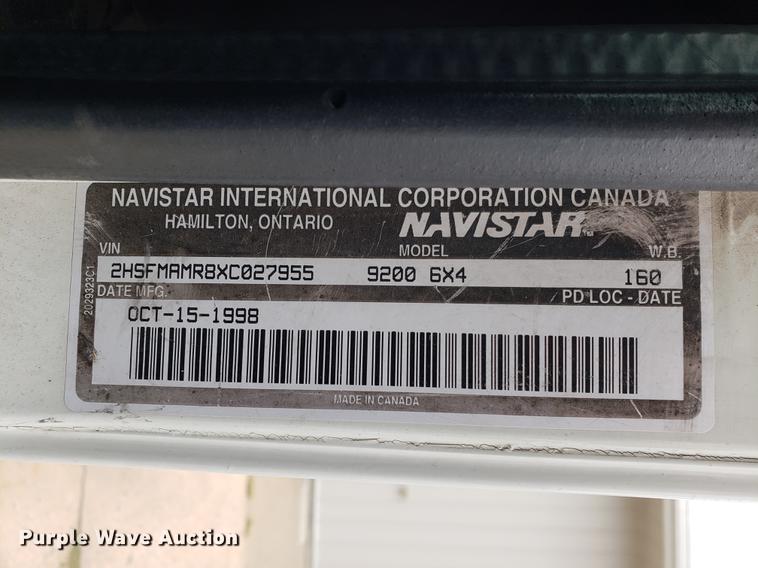 NAVISTAR INTERNATIONAL CORPORATION CANADA
HAMILTON, ONTARIO NAVISTAR
VIN MODEL W.B.
2HSFMAMR8XC027955 9200 6X4 160
DATE MFG. PD LOC - DATE
OCT-15-1998
MADE IN CANADA
2029323C1
Purple Wave Auction